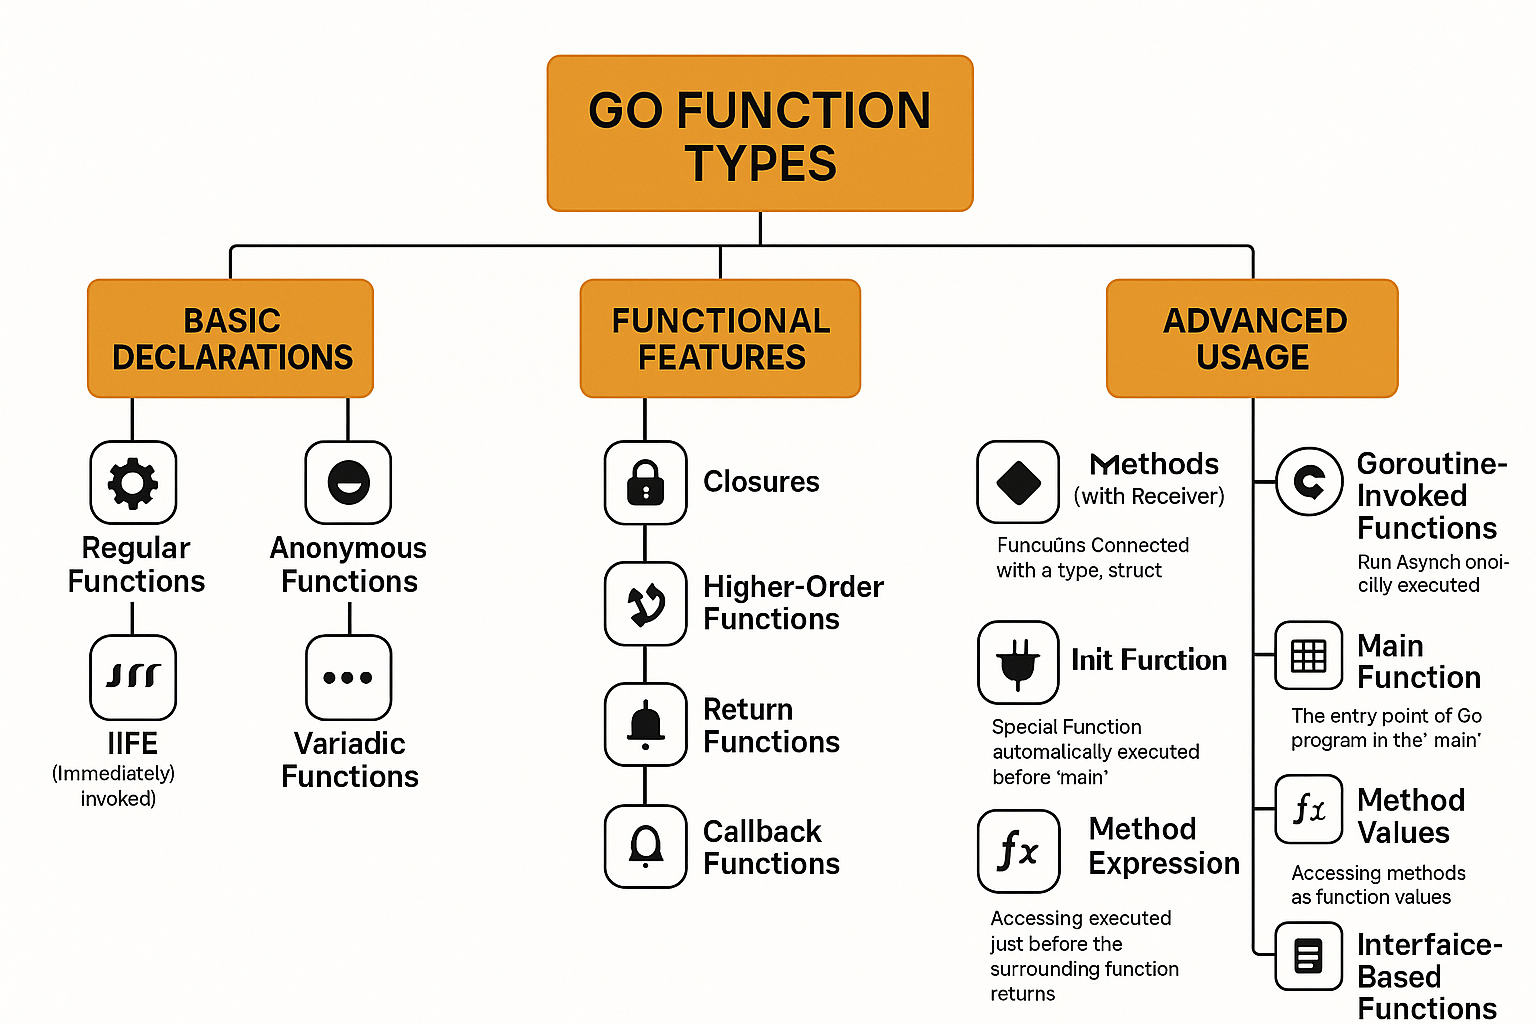 GO FUNCTION
TYPES
BASIC
DECLARATIONS
Regular
Functions
Anonymous
Functions
IIFE
(Immediately)
invoked)
Variadic
Functions
FUNCTIONAL
FEATURES
Closures
Higher-Order
Functions
Return
Functions
Callback
Functions
ADVANCED
USAGE
Methods
(with Receiver)
Funcuūns Connected
with a type, struct
Init Furction
Special Function
automalically executed
before ‘main’
Method
Expression
Accessing executed
just before the
surrounding function
returns
Goroutine-
Invoked
Functions
Run Asynch onoi-
cilly executed
Main
Function
The entry point of Go
program in the’ main’
Method
Values
Accessing methods
as function values
Interfaice-
Based
Functions